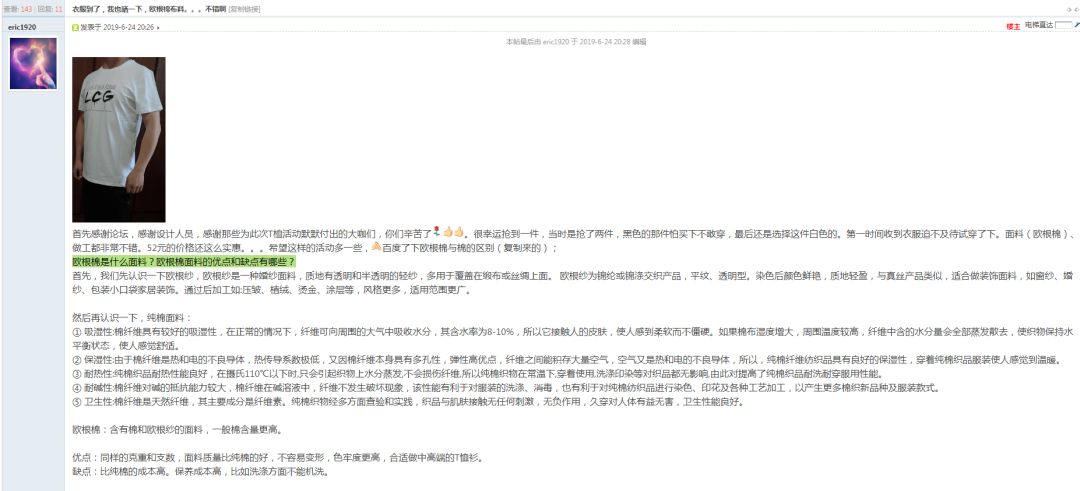 查看: 143 | 回复: 11
衣服到了，我也晒一下，欧根棉布料。。。不错啊 [复制链接]
eric1920
发表于 2019-6-24 20:26
楼主 电梯直达
本帖最后由 eric1920 于 2019-6-24 20:28 编辑
LCG
首先感谢论坛，感谢设计人员，感谢那些为此次T恤活动默默付出的大咖们，你们辛苦了。很幸运抢到一件，当时是抢了两件，黑色的那件怕买下不敢穿，最后还是选择这件白色的。第一时间收到衣服迫不及待试穿了下。面料（欧根棉）、
做工都非常不错。52元的价格还这么实惠。。。希望这样的活动多一些，百度了下欧根棉与棉的区别（复制来的）；
欧根棉是什么面料？欧根棉面料的优点和缺点有哪些？
首先，我们先认识一下欧根纱，欧根纱是一种婚纱面料，质地有透明和半透明的轻纱，多用于覆盖在缎布或丝绸上面。 欧根纱为锦纶或锦涤交织产品，平纹、透明型。染色后颜色鲜艳，质地轻盈，与真丝产品类似，适合做装饰面料，如窗纱、婚
纱、包装小口袋家居装饰。通过后加工如:压皱、植绒、烫金、涂层等，风格更多，适用范围更广。
然后再认识一下，纯棉面料：
① 吸湿性:棉纤维具有较好的吸湿性，在正常的情况下，纤维可向周围的大气中吸收水分，其含水率为8-10%，所以它接触人的皮肤，使人感到柔软而不僵硬。如果棉布湿度增大，周围温度较高，纤维中含的水分量会全部蒸发散去，使织物保持水
平衡状态，使人感觉舒适。
② 保湿性:由于棉纤维是热和电的不良导体，热传导系数极低，又因棉纤维本身具有多孔性，弹性高优点，纤维之间能积存大量空气，空气又是热和电的不良导体，所以，纯棉纤维纺织品具有良好的保湿性，穿着纯棉织品服装使人感觉到温暖。
③ 耐热性:纯棉织品耐热性能良好，在摄氏110℃以下时,只会引起织物上水分蒸发,不会损伤纤维,所以纯棉织物在常温下,穿着使用,洗涤印染等对织品都无影响,由此对提高了纯棉织品耐洗耐穿服用性能。
④ 耐碱性:棉纤维对碱的抵抗能力较大，棉纤维在碱溶液中，纤维不发生破坏现象，该性能有利于对服装的洗涤、消毒，也有利于对纯棉纺织品进行染色、印花及各种工艺加工，以产生更多棉织新品种及服装款式。
⑤ 卫生性:棉纤维是天然纤维，其主要成分是纤维素。纯棉织物经多方面查验和实践，织品与肌肤接触无任何刺激，无负作用，久穿对人体有益无害，卫生性能良好。
欧根棉：含有棉和欧根纱的面料，一般棉含量更高。
优点：同样的克重和支数，面料质量比纯棉的好，不容易变形，色牢度更高，合适做中高端的T恤衫。
缺点：比纯棉的成本高。保养成本高，比如洗涤方面不能机洗。